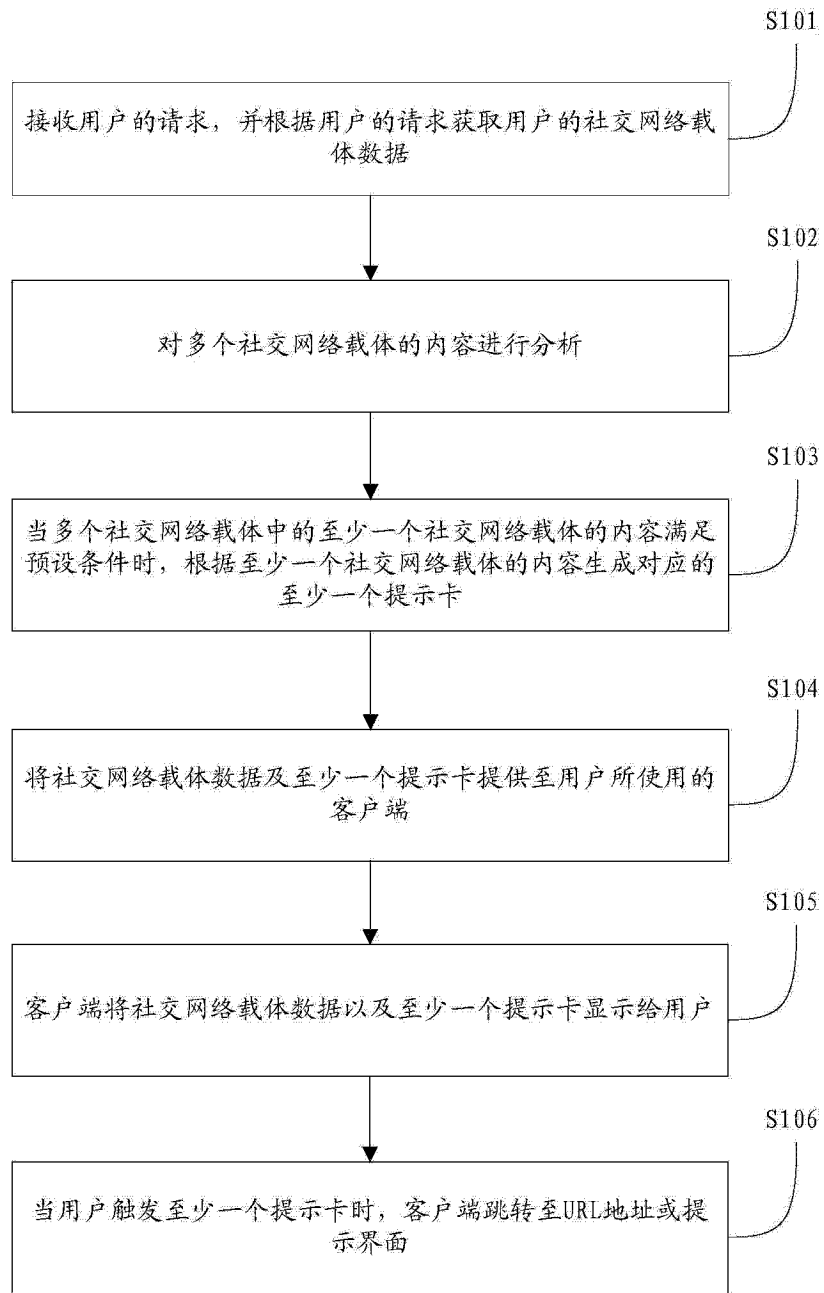 S101
接收用户的请求，并根据用户的请求获取用户的社交网络载
体数据
S102
对多个社交网络载体的内容进行分析
S103
当多个社交网络载体中的至少一个社交网络载体的内容满足
预设条件时，根据至少一个社交网络载体的内容生成对应的
至少一个提示卡
S104
将社交网络载体数据及至少一个提示卡提供至用户所使用的
客户端
S105
客户端将社交网络载体数据以及至少一个提示卡显示给用户
S106
当用户触发至少一个提示卡时，客户端跳转至URL地址或提
示界面